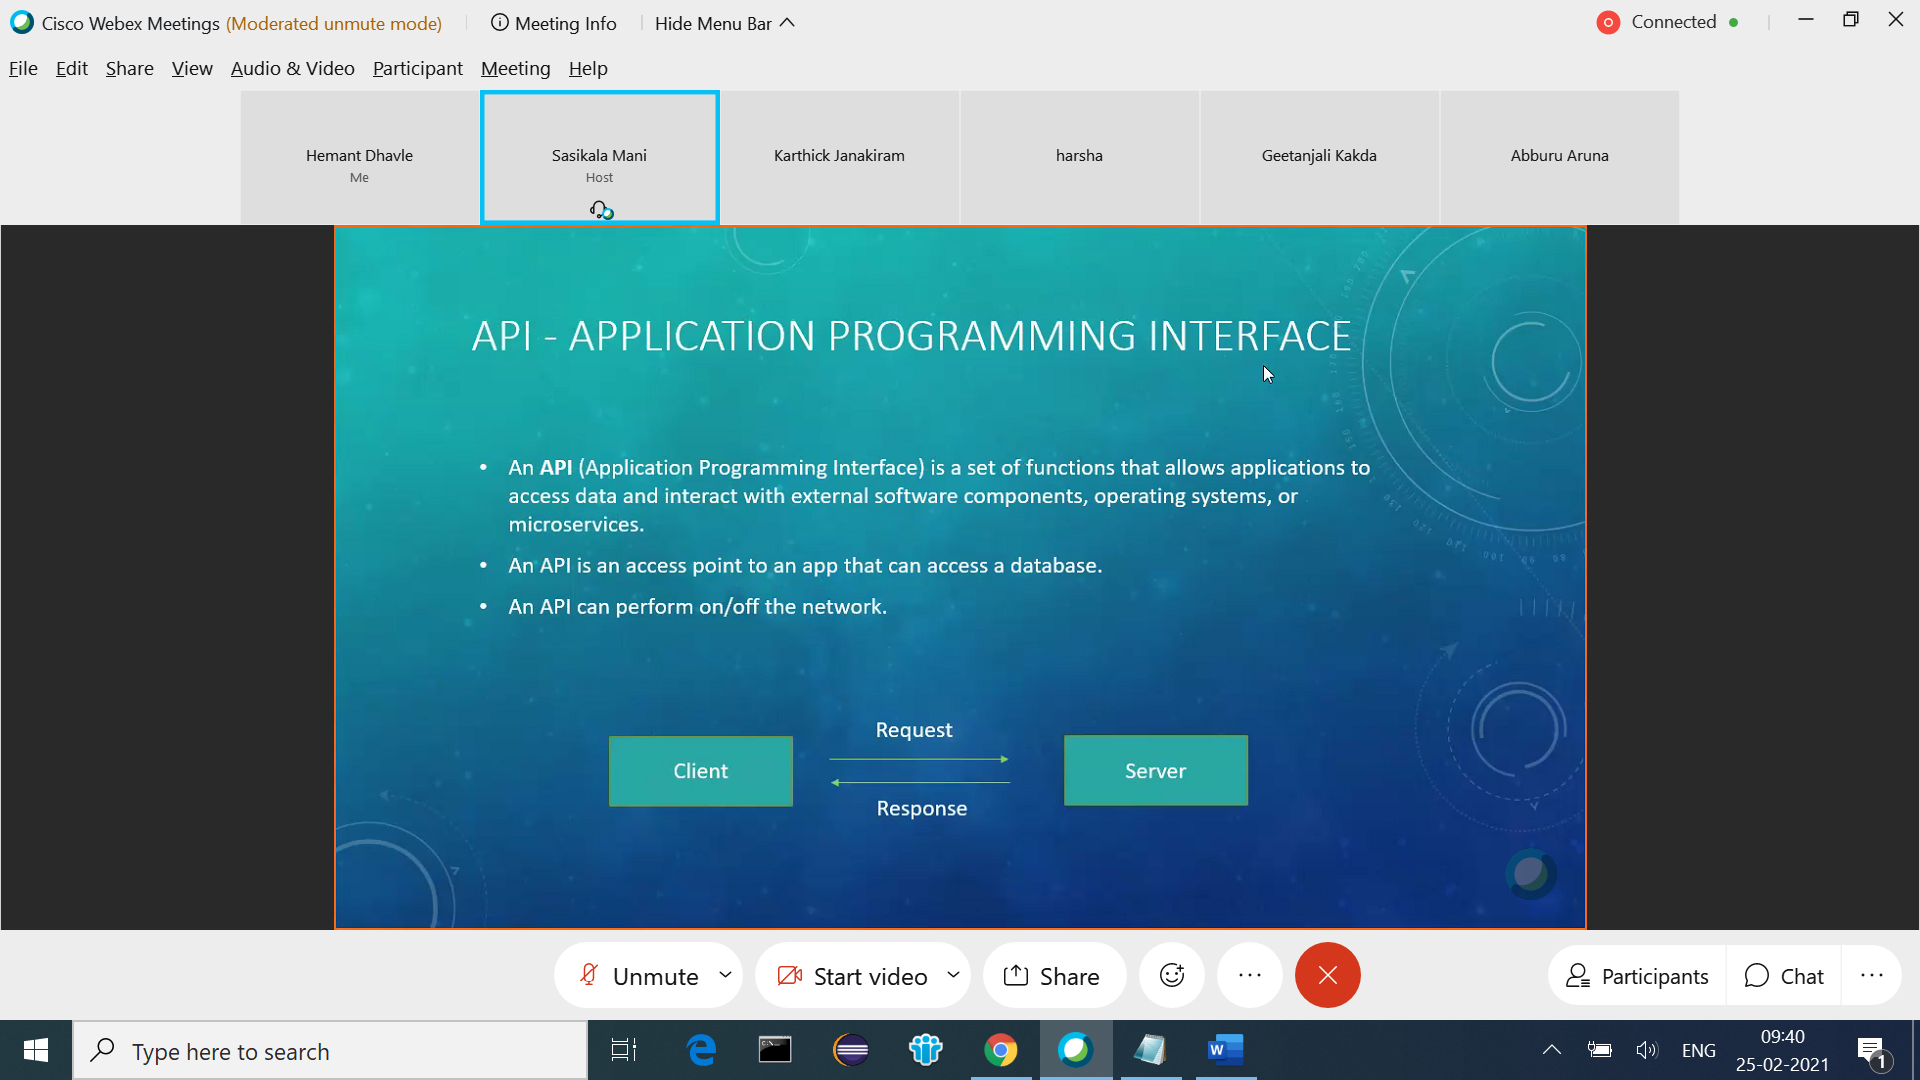 Cisco Webex Meetings (Moderated unmute mode) Meeting Info Hide Menu Bar Connected
File Edit Share View Audio & Video Participant Meeting Help
Hemant Dhavle Sasikala Mani Karthick Janakiram harsha Geetanjali Kakda Abburu Aruna
Me Host
API - APPLICATION PROGRAMMING INTERFACE
• An API (Application Programming Interface) is a set of functions that allows applications to
access data and interact with external software components, operating systems, or
microservices.
• An API is an access point to an app that can access a database.
• An API can perform on/off the network.
Request
Client Server
Response
Unmute Start video Share Participants Chat
Type here to search ENG 09:40
25-02-2021 1